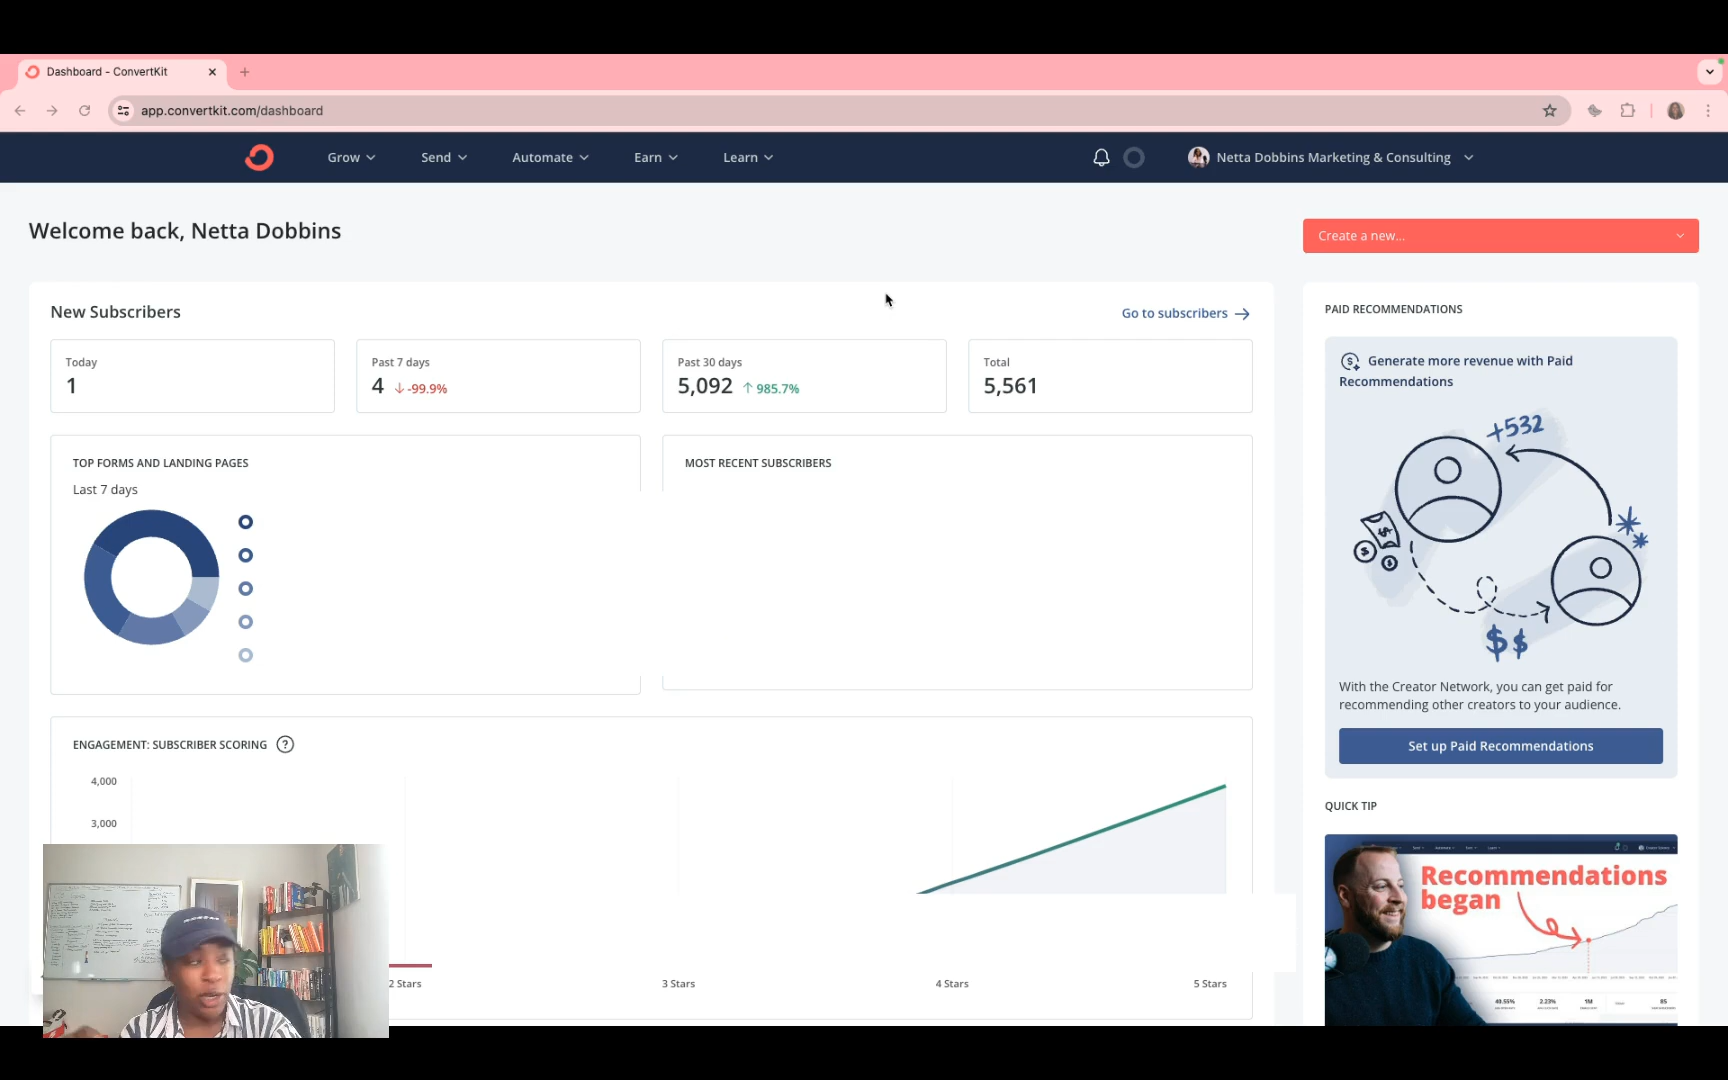 Dashboard - ConvertKit
app.convertkit.com/dashboard
Grow
Send
Automate
Earn
Learn
Netta Dobbins Marketing & Consulting
Welcome back, Netta Dobbins
Create a new...
New Subscribers
Go to subscribers
Today
1
Past 7 days
4 -99.9%
Past 30 days
5,092 985.7%
Total
5,561
TOP FORMS AND LANDING PAGES
Last 7 days
MOST RECENT SUBSCRIBERS
ENGAGEMENT: SUBSCRIBER SCORING ?
4,000
3,000
2 Stars
3 Stars
4 Stars
5 Stars
PAID RECOMMENDATIONS
Generate more revenue with Paid
Recommendations
+532
$$
With the Creator Network, you can get paid for
recommending other creators to your audience.
Set up Paid Recommendations
QUICK TIP
Recommendations
began